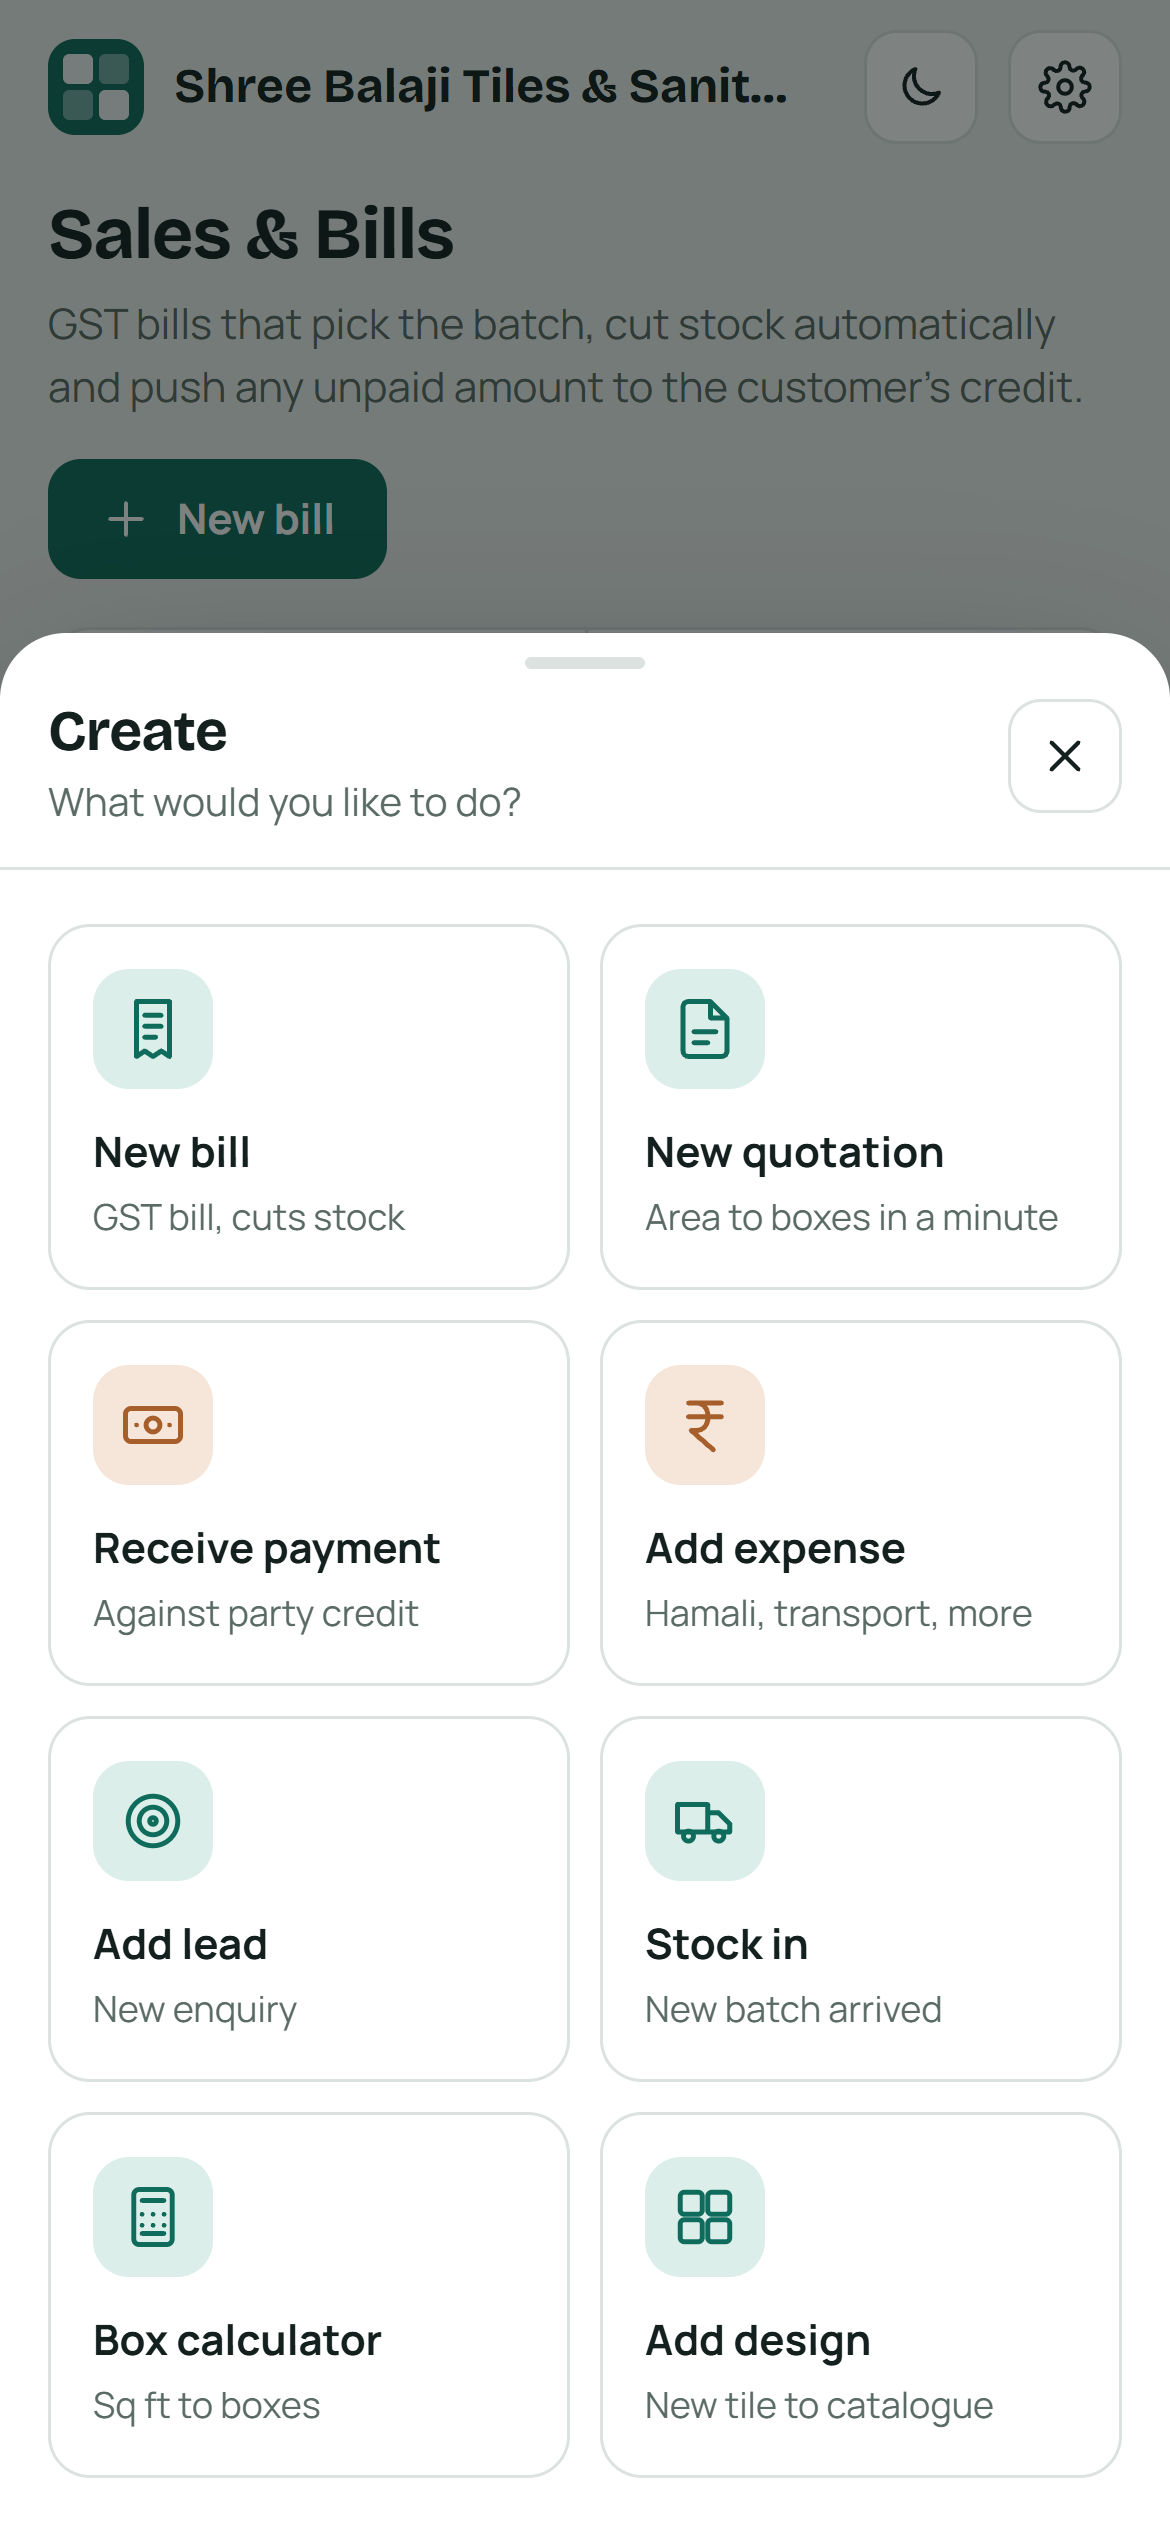 Shree Balaji Tiles & Sanit...
Sales & Bills
GST bills that pick the batch, cut stock automatically
and push any unpaid amount to the customer’s credit.
New bill
Create
What would you like to do?
New bill
GST bill, cuts stock
New quotation
Area to boxes in a minute
Receive payment
Against party credit
Add expense
Hamali, transport, more
Add lead
New enquiry
Stock in
New batch arrived
Box calculator
Sq ft to boxes
Add design
New tile to catalogue